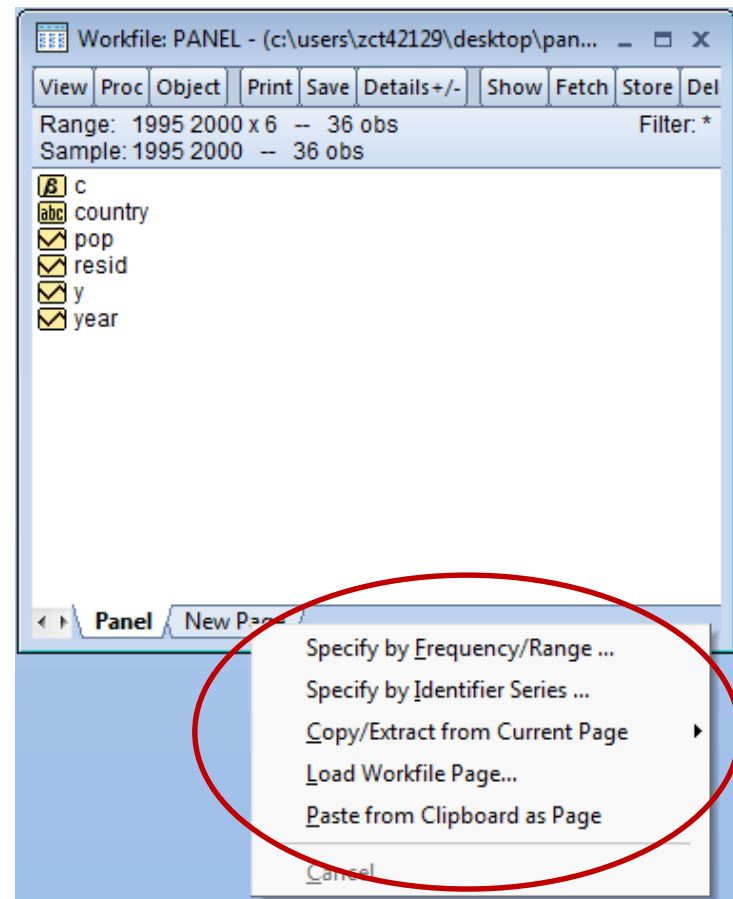 Workfile: PANEL - (c:\users\zct42129\desktop\pan...
View Proc Object Print Save Details+/- Show Fetch Store Del
Range: 1995 2000 x 6 -- 36 obs Filter: *
Sample: 1995 2000 -- 36 obs
β c
abc country
pop
resid
y
year
Panel New Page
Specify by Frequency/Range ...
Specify by Identifier Series ...
Copy/Extract from Current Page
Load Workfile Page...
Paste from Clipboard as Page
Cancel